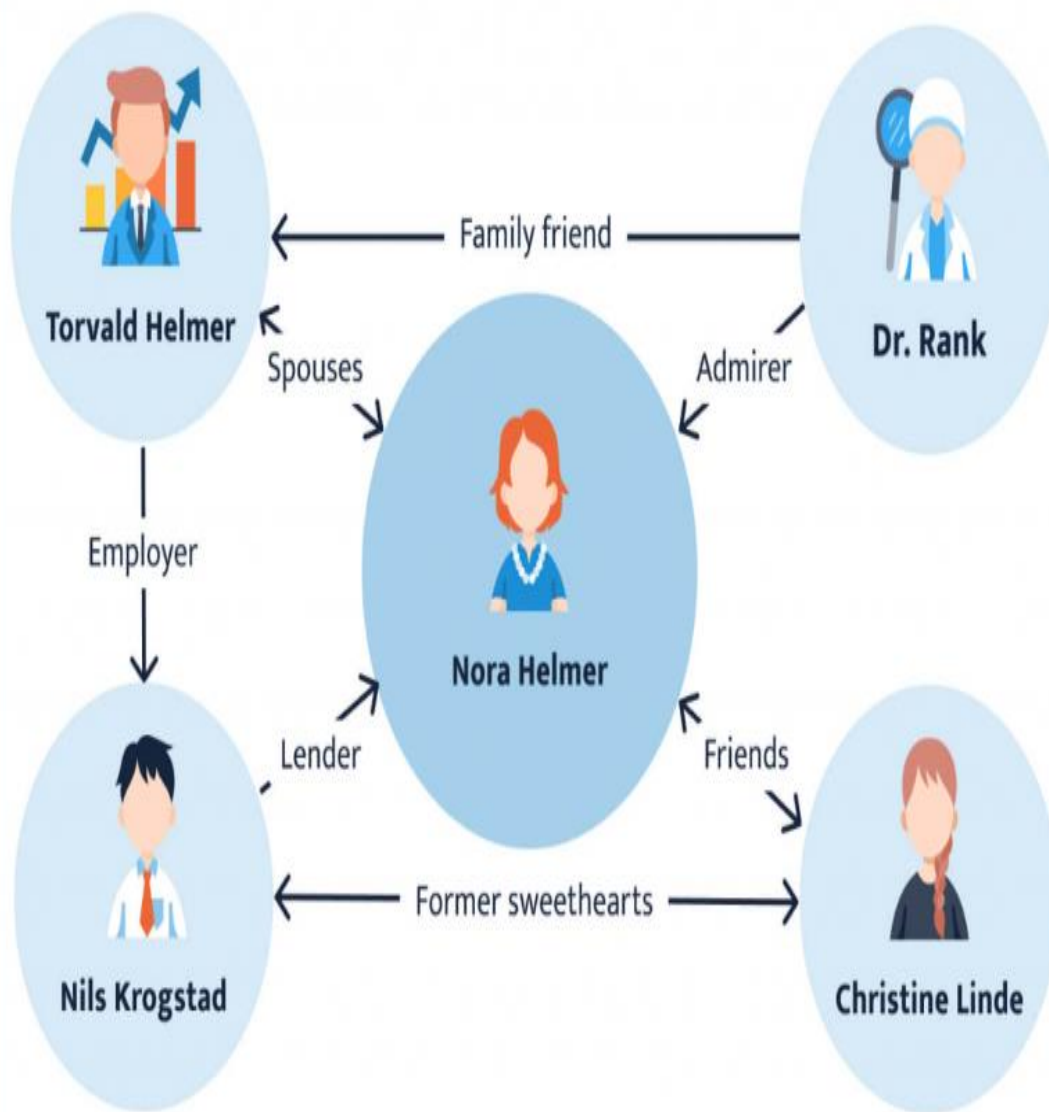 Family friend
Torvald Helmer
Dr. Rank
Spouses
Admirer
Employer
Nora Helmer
Lender
Friends
Former sweethearts
Nils Krogstad
Christine Linde